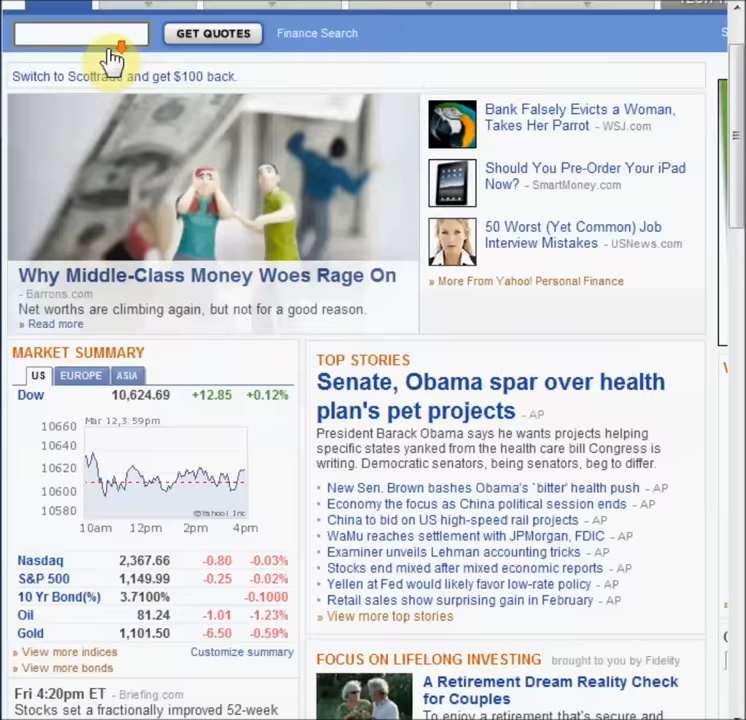 GET QUOTES
Finance Search
Switch to Scottrade and get $100 back.
Why Middle-Class Money Woes Rage On
- Barrons.com
Net worths are climbing again, but not for a good reason.
» Read more
Bank Falsely Evicts a Woman,
Takes Her Parrot - WSJ.com
Should You Pre-Order Your iPad
Now? - SmartMoney.com
50 Worst (Yet Common) Job
Interview Mistakes - USNews.com
» More From Yahoo! Personal Finance
MARKET SUMMARY
US EUROPE ASIA
Dow 10,624.69 +12.85 +0.12%
Mar 12, 3:59pm
10660
10640
10620
10600
10580
©Yahoo! Inc
10am 12pm 2pm 4pm
Nasdaq 2,367.66 -0.80 -0.03%
S&P 500 1,149.99 -0.25 -0.02%
10 Yr Bond(%) 3.7100% -0.1000
Oil 81.24 -1.01 -1.23%
Gold 1,101.50 -6.50 -0.59%
» View more indices Customize summary
» View more bonds
Fri 4:20pm ET - Briefing.com
Stocks set a fractionally improved 52-week
TOP STORIES
Senate, Obama spar over health
plan's pet projects - AP
President Barack Obama says he wants projects helping
specific states yanked from the health care bill Congress is
writing. Democratic senators, being senators, beg to differ.
• New Sen. Brown bashes Obama's 'bitter' health push - AP
• Economy the focus as China political session ends - AP
• China to bid on US high-speed rail projects - AP
• WaMu reaches settlement with JPMorgan, FDIC - AP
• Examiner unveils Lehman accounting tricks - AP
• Stocks end mixed after mixed economic reports - AP
• Yellen at Fed would likely favor low-rate policy - AP
• Retail sales show surprising gain in February - AP
» View more top stories
FOCUS ON LIFELONG INVESTING brought to you by Fidelity
A Retirement Dream Reality Check
for Couples
To enjoy a retirement that's secure and